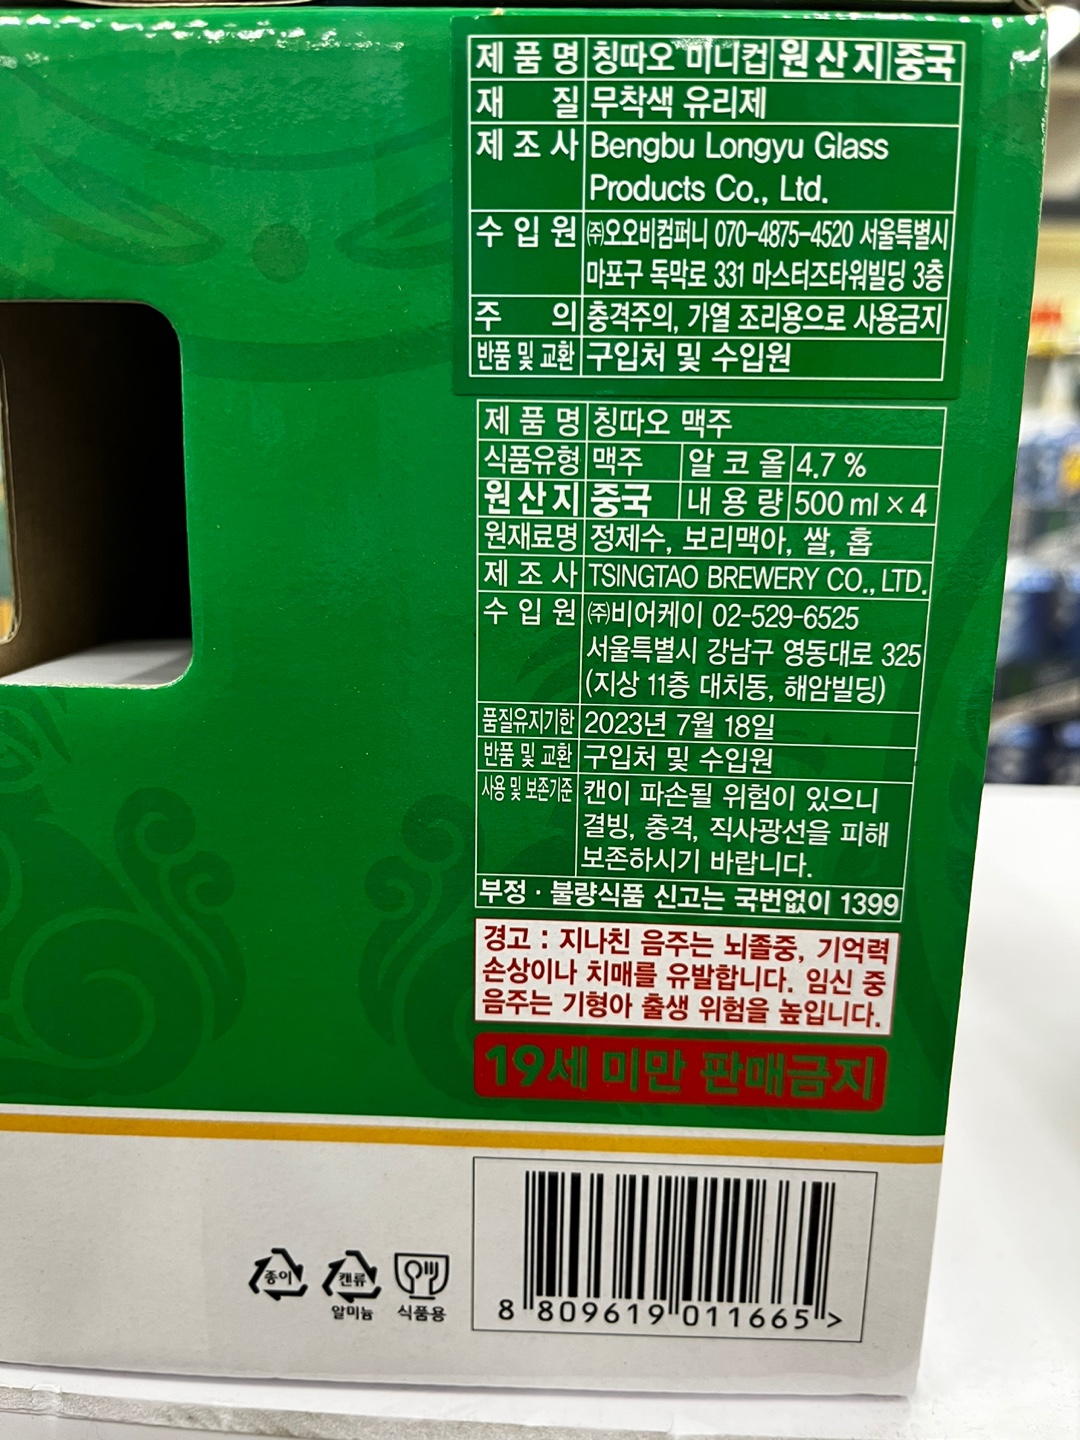 제 품 명 칭따오 미니컵 원산지 중국
재 질 무착색 유리제
제 조 사 Bengbu Longyu Glass
Products Co., Ltd.
수 입 원 ㈜오오비컴퍼니 070-4875-4520 서울특별시
마포구 독막로 331 마스터즈타워빌딩 3층
주 의 충격주의, 가열 조리용으로 사용금지
반품 및 교환 구입처 및 수입원
제 품 명 칭따오 맥주
식품유형 맥주 알 코 올 4.7 %
원산지 중국 내 용 량 500 ml × 4
원재료명 정제수, 보리맥아, 쌀, 홉
제 조 사 TSINGTAO BREWERY CO., LTD.
수 입 원 ㈜비어케이 02-529-6525
서울특별시 강남구 영동대로 325
(지상 11층 대치동, 해암빌딩)
품질유지기한 2023년 7월 18일
반품 및 교환 구입처 및 수입원
사용 및 보존기준 캔이 파손될 위험이 있으니
결빙, 충격, 직사광선을 피해
보존하시기 바랍니다.
부정 · 불량식품 신고는 국번없이 1399
경고 : 지나친 음주는 뇌졸중, 기억력
손상이나 치매를 유발합니다. 임신 중
음주는 기형아 출생 위험을 높입니다.
19세 미만 판매금지
종이 캔류
알미늄 식품용
8 809619 011665 >